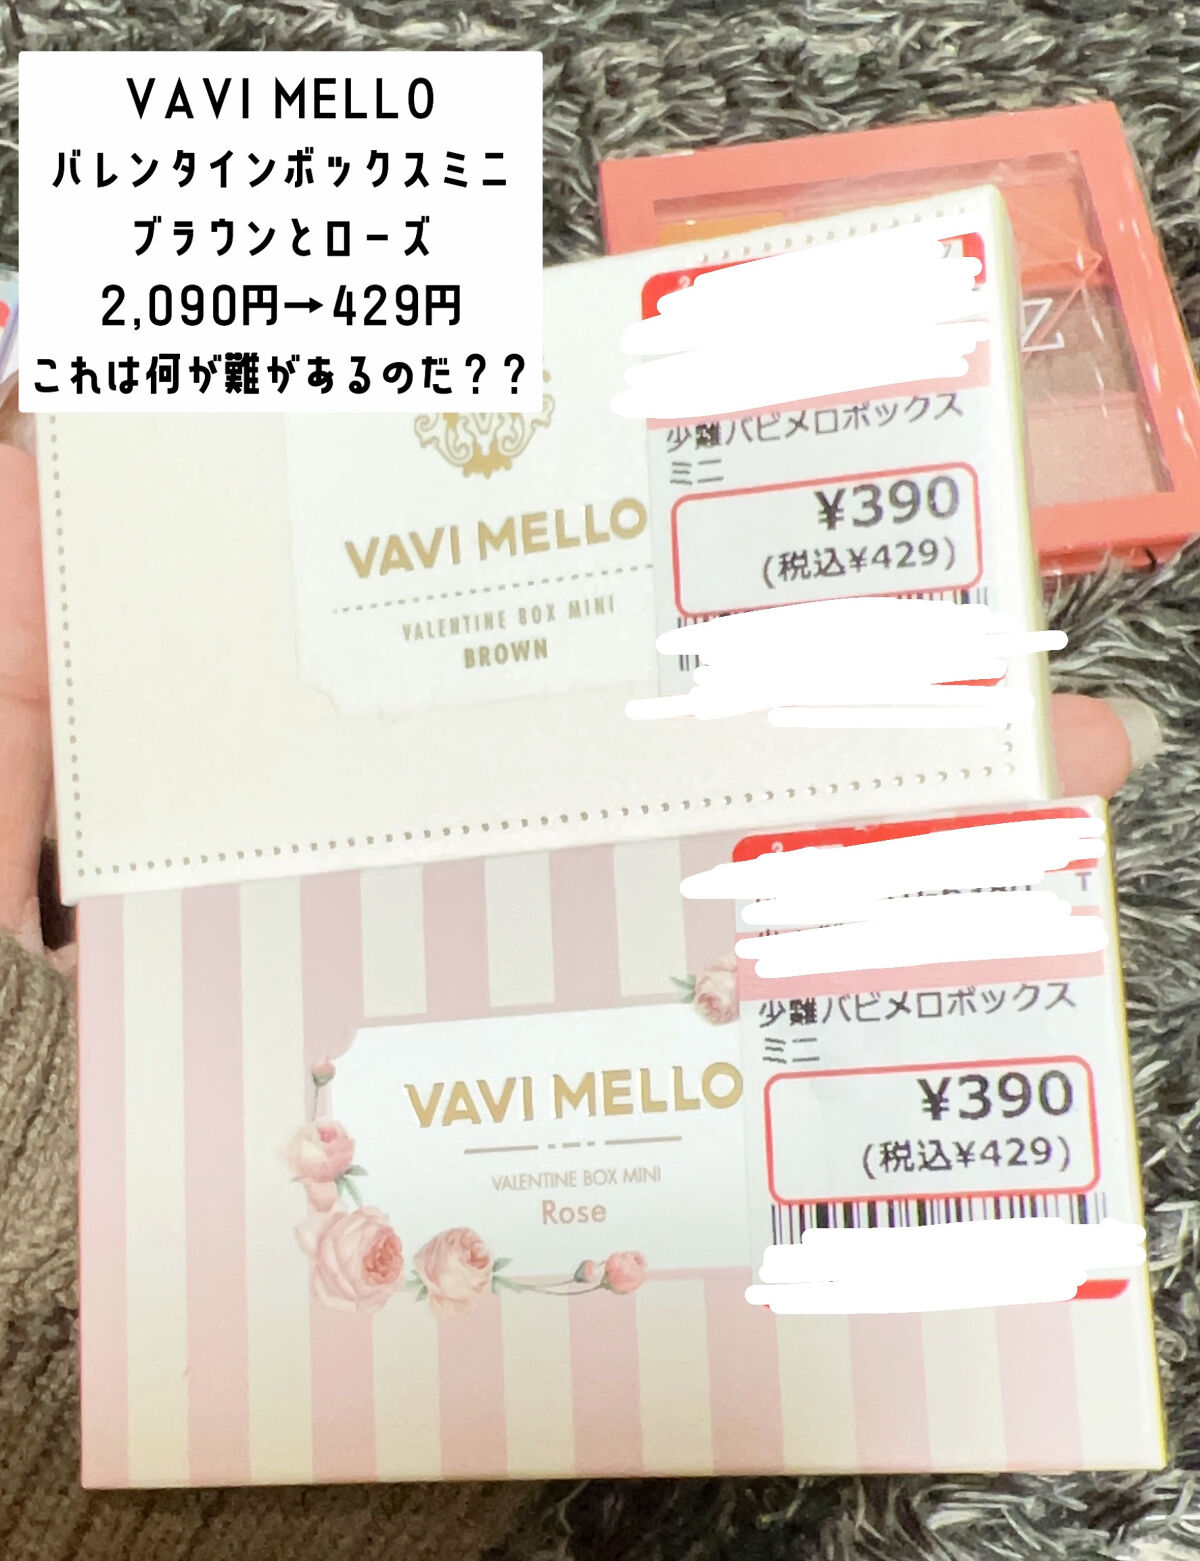 VAVI MELLO
バレンタインボックスミニ
ブラウンとローズ
2,090円→429円
これは何が難があるのだ？？
少難バビメロボックス
ミニ
¥390
(税込¥429)
VAVI MELLO
VALENTINE BOX MINI
BROWN
Z
少難バビメロボックス
ミニ
¥390
(税込¥429)
VAVI MELLO
VALENTINE BOX MINI
Rose
T